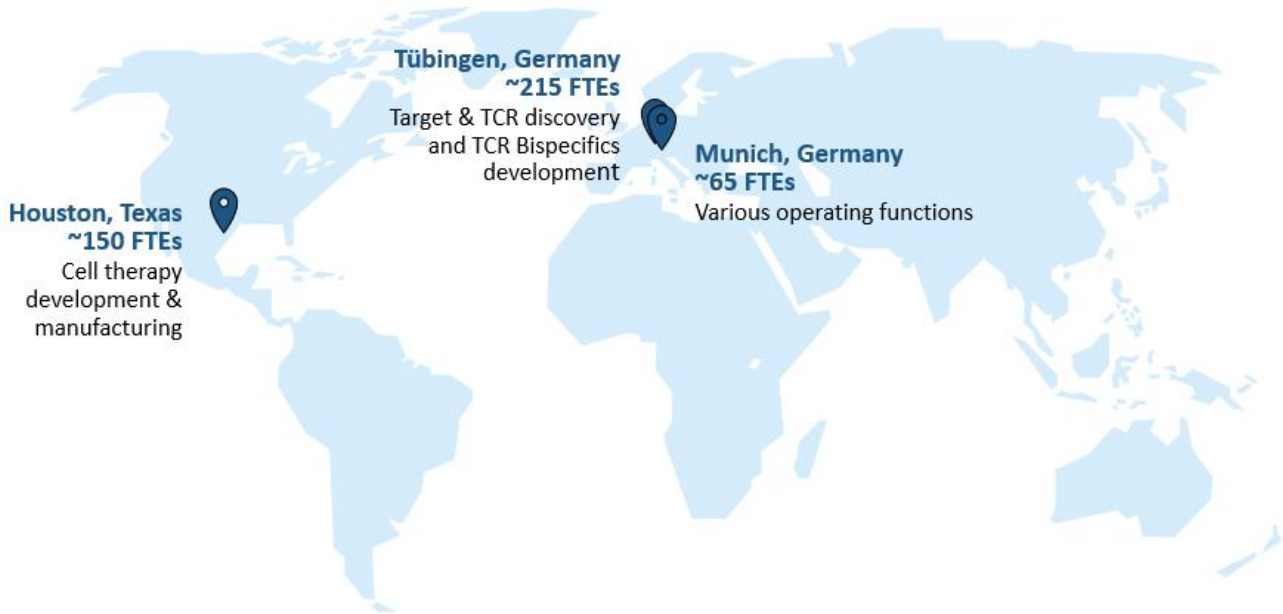 Tübingen, Germany
~215 FTEs
Target & TCR discovery
and TCR Bispecifics
development
Munich, Germany
~65 FTEs
Various operating functions
Houston, Texas
~150 FTEs
Cell therapy
development &
manufacturing